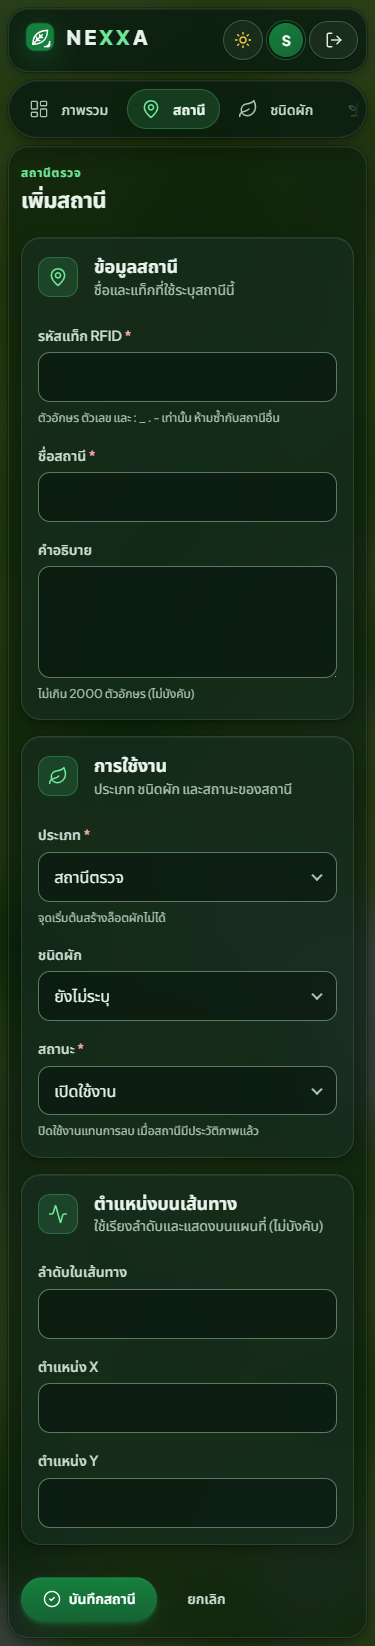 NEXXA
S
ภาพรวม
สถานี
ชนิดผัก
สถานีตรวจ
เพิ่มสถานี
ข้อมูลสถานี
ชื่อและแท็กที่ใช้ระบุสถานีนี้
รหัสแท็ก RFID *
ตัวอักษร ตัวเลข และ : _ . - เท่านั้น ห้ามซ้ำกับสถานีอื่น
ชื่อสถานี *
คำอธิบาย
ไม่เกิน 2000 ตัวอักษร (ไม่บังคับ)
การใช้งาน
ประเภท ชนิดผัก และสถานะของสถานี
ประเภท *
สถานีตรวจ
จุดเริ่มต้นสร้างล็อตผักไม่ได้
ชนิดผัก
ยังไม่ระบุ
สถานะ *
เปิดใช้งาน
ปิดใช้งานแทนการลบ เมื่อสถานีมีประวัติภาพแล้ว
ตำแหน่งบนเส้นทาง
ใช้เรียงลำดับและแสดงบนแผนที่ (ไม่บังคับ)
ลำดับในเส้นทาง
ตำแหน่ง X
ตำแหน่ง Y
บันทึกสถานี
ยกเลิก